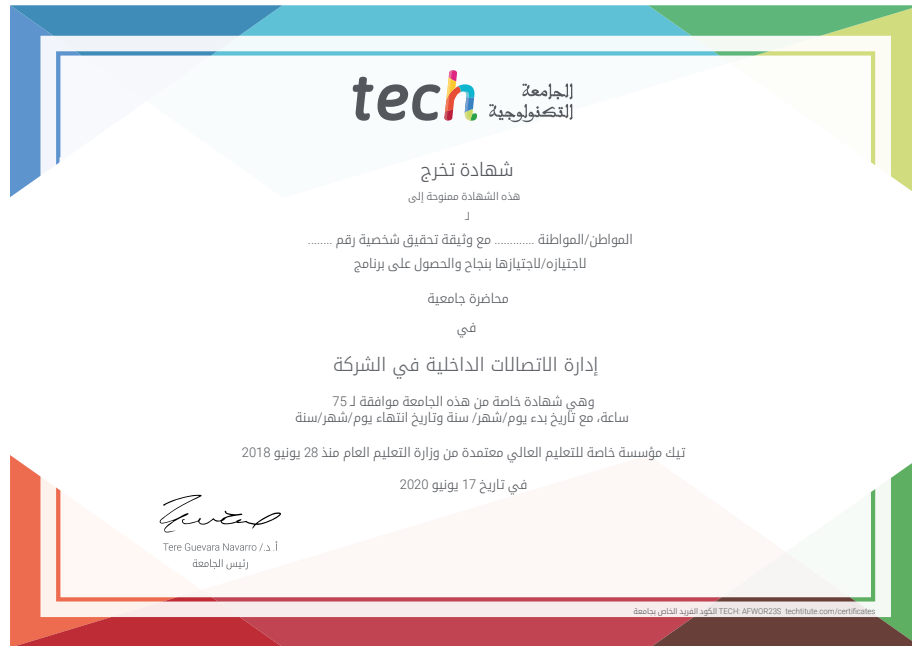 tech الجامعة
التكنولوجية
شهادة تخرج
هذه الشهادة ممنوحة إلى
لـ
المواطن/المواطنة ............ مع وثيقة تحقيق شخصية رقم ........
لاجتيازه/لاجتيازها بنجاح والحصول على برنامج
محاضرة جامعية
في
إدارة الاتصالات الداخلية في الشركة
وهي شهادة خاصة من هذه الجامعة موافقة لـ 75
ساعة، مع تاريخ بدء يوم/شهر/ سنة وتاريخ انتهاء يوم/شهر/سنة
تيك مؤسسة خاصة للتعليم العالي معتمدة من وزارة التعليم العام منذ 28 يونيو 2018
في تاريخ 17 يونيو 2020
أ. د./ Tere Guevara Navarro
رئيس الجامعة
الكود الفريد الخاص بجامعة TECH: AFWOR23S techtitute.com/certificates